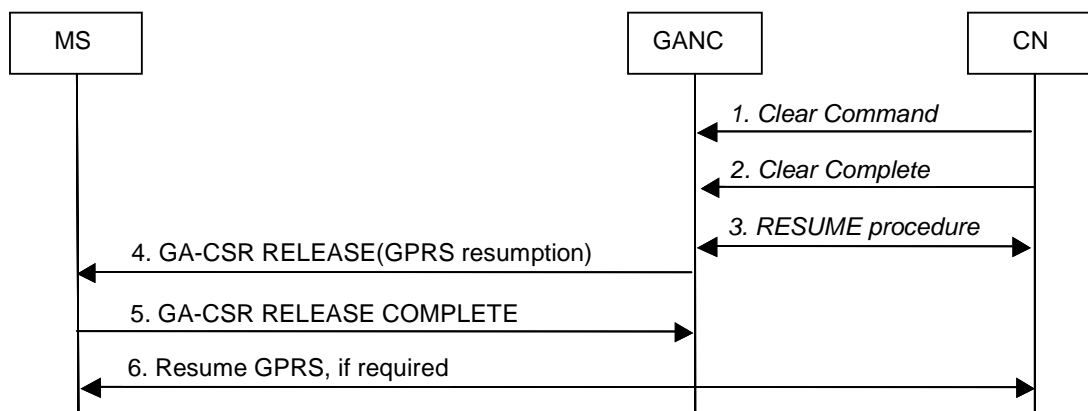 MS
GANC
CN
1. Clear Command
2. Clear Complete
3. RESUME procedure
4. GA-CSR RELEASE(GPRS resumption)
5. GA-CSR RELEASE COMPLETE
6. Resume GPRS, if required